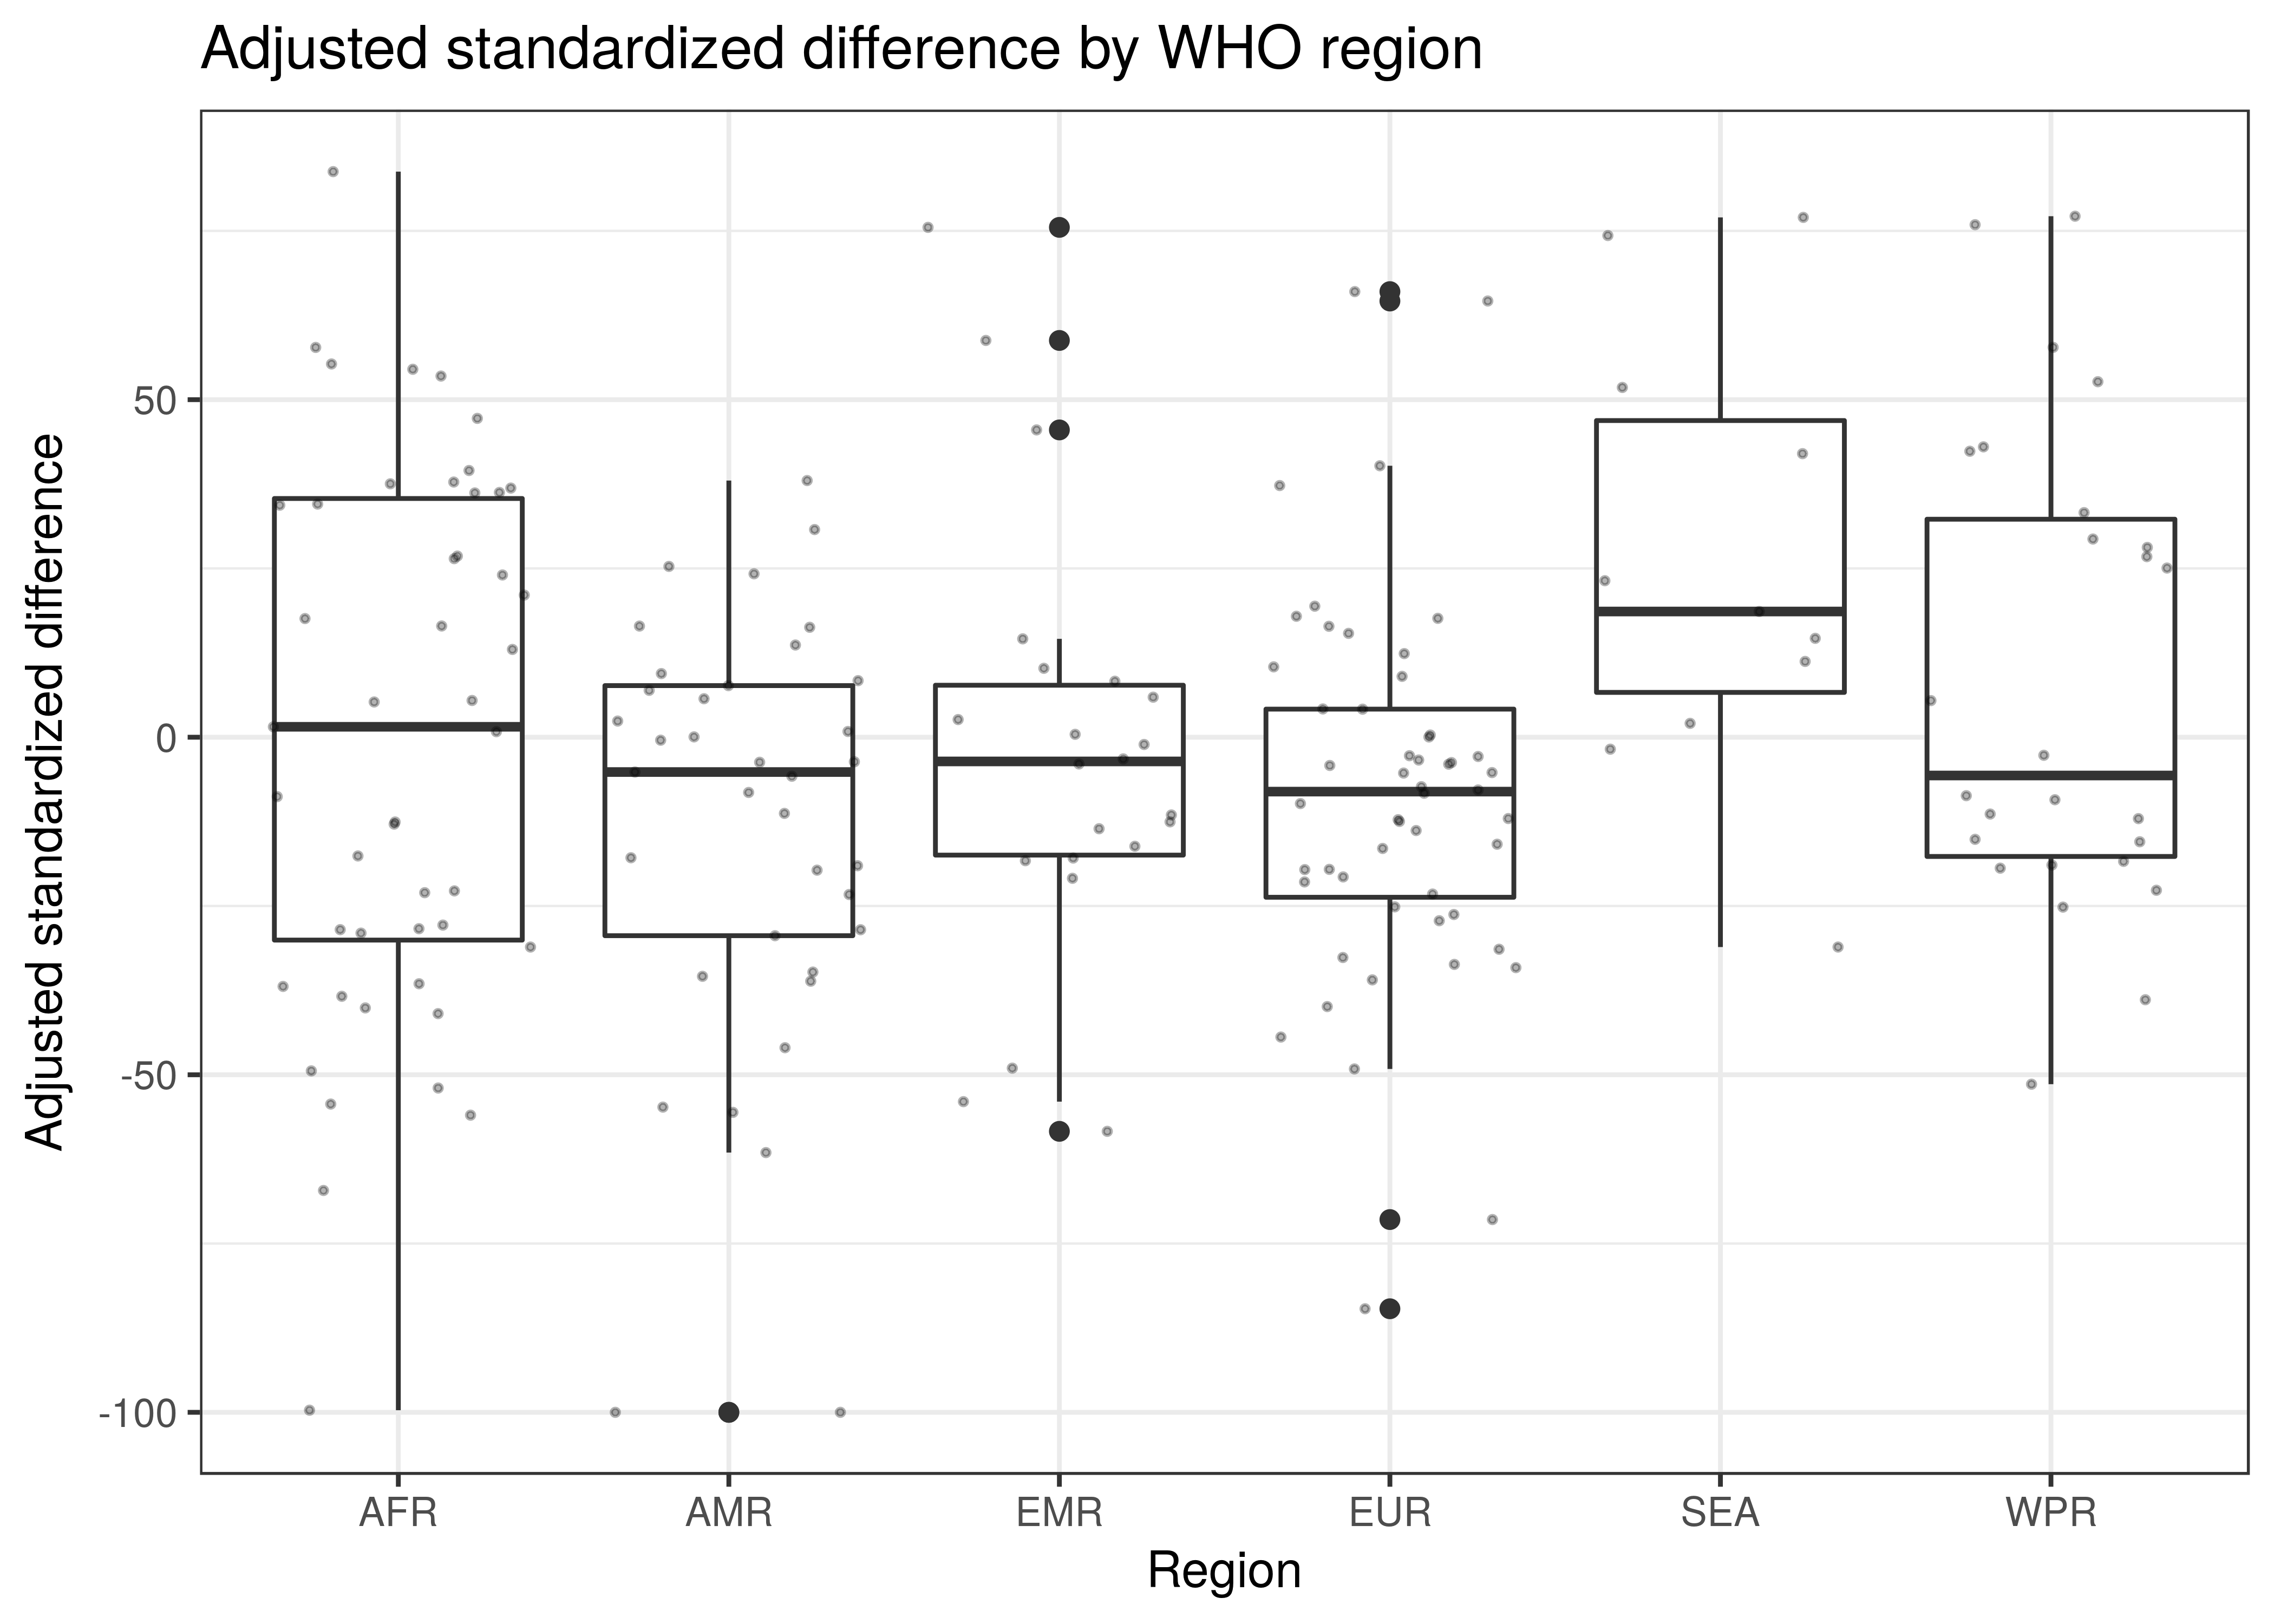 Adjusted standardized difference by WHO region
Adjusted standardized difference
50
0
-50
-100
AFR AMR EMR EUR SEA WPR
Region